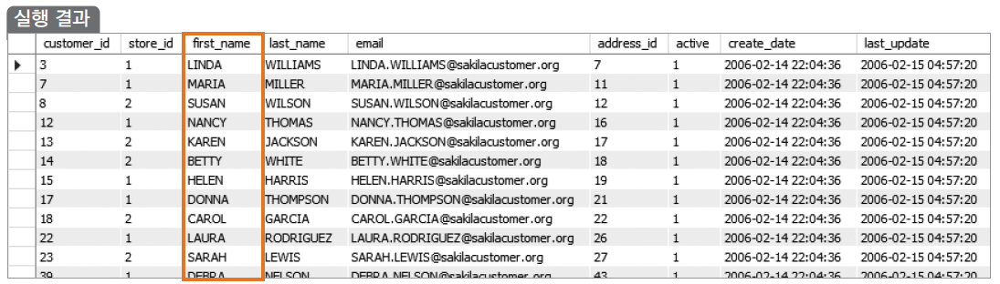 실행 결과
customer_id store_id first_name last_name email address_id active create_date last_update
3 1 LINDA WILLIAMS LINDA.WILLIAMS@sakilacustomer.org 7 1 2006-02-14 22:04:36 2006-02-15 04:57:20
7 1 MARIA MILLER MARIA.MILLER@sakilacustomer.org 11 1 2006-02-14 22:04:36 2006-02-15 04:57:20
8 2 SUSAN WILSON SUSAN.WILSON@sakilacustomer.org 12 1 2006-02-14 22:04:36 2006-02-15 04:57:20
12 1 NANCY THOMAS NANCY.THOMAS@sakilacustomer.org 16 1 2006-02-14 22:04:36 2006-02-15 04:57:20
13 2 KAREN JACKSON KAREN.JACKSON@sakilacustomer.org 17 1 2006-02-14 22:04:36 2006-02-15 04:57:20
14 2 BETTY WHITE BETTY.WHITE@sakilacustomer.org 18 1 2006-02-14 22:04:36 2006-02-15 04:57:20
15 1 HELEN HARRIS HELEN.HARRIS@sakilacustomer.org 19 1 2006-02-14 22:04:36 2006-02-15 04:57:20
17 1 DONNA THOMPSON DONNA.THOMPSON@sakilacustomer.org 21 1 2006-02-14 22:04:36 2006-02-15 04:57:20
18 2 CAROL GARCIA CAROL.GARCIA@sakilacustomer.org 22 1 2006-02-14 22:04:36 2006-02-15 04:57:20
22 1 LAURA RODRIGUEZ LAURA.RODRIGUEZ@sakilacustomer.org 26 1 2006-02-14 22:04:36 2006-02-15 04:57:20
23 2 SARAH LEWIS SARAH.LEWIS@sakilacustomer.org 27 1 2006-02-14 22:04:36 2006-02-15 04:57:20
39 1 DEBRA NELSON DEBRA.NELSON@sakilacustomer.org 43 1 2006-02-14 22:04:36 2006-02-15 04:57:20